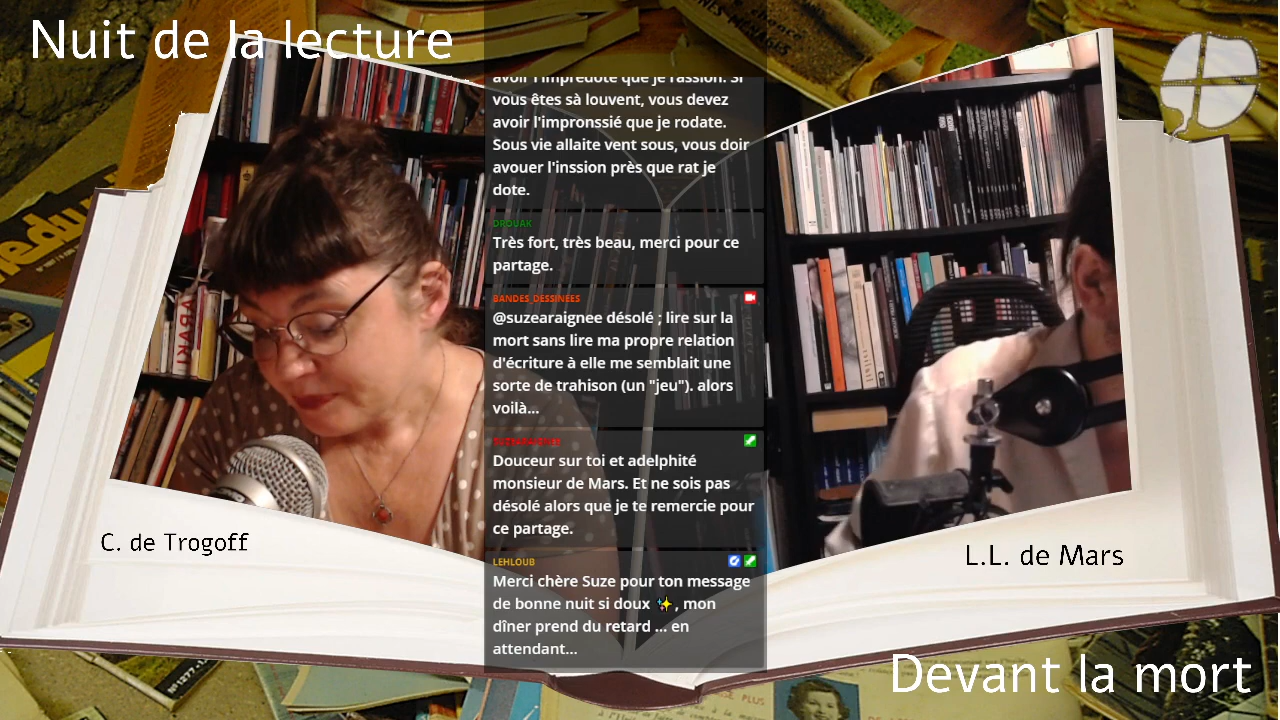 Nuit de la lecture
avoir l'imprédote que je l'assion. Si
vous êtes sà louvent, vous devez
avoir l'impronssié que je rodate.
Sous vie allaite vent sous, vous doir
avouer l'inssion près que rat je
dote.
DROUAK
Très fort, très beau, merci pour ce
partage.
BANDES_DESSINÉES
@suzearaignee désolé ; lire sur la
mort sans lire ma propre relation
d'écriture à elle me semblait une
sorte de trahison (un "jeu"). alors
voilà...
SUZEARAIGNEE
Douceur sur toi et adelphité
monsieur de Mars. Et ne sois pas
désolé alors que je te remercie pour
ce partage.
LEHLOUB
Merci chère Suze pour ton message
de bonne nuit si doux ✨, mon
dîner prend du retard ... en
attendant...
C. de Trogoff
L.L. de Mars
Devant la mort
N°1277